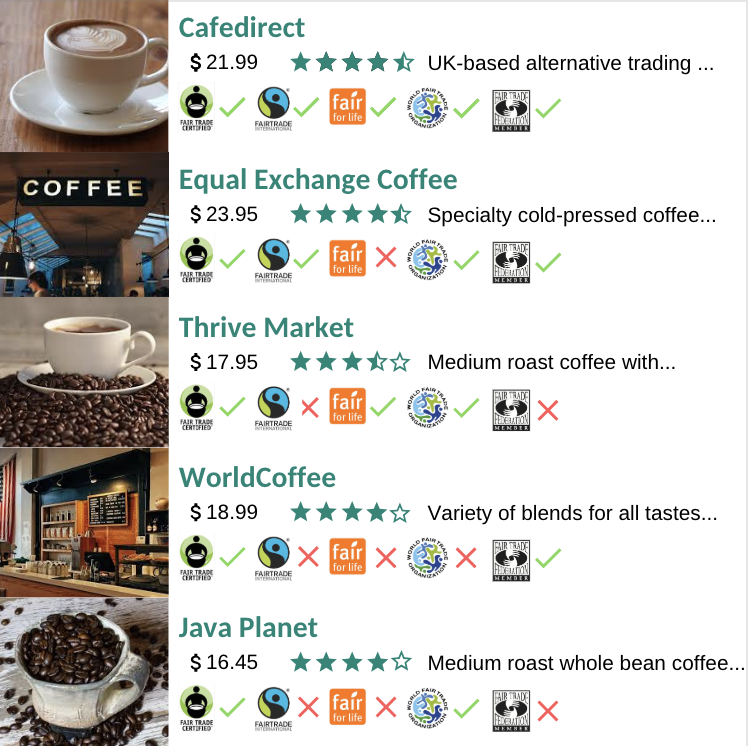 Cafedirect
$ 21.99 UK-based alternative trading ...
FAIR TRADE CERTIFIED FAIRTRADE INTERNATIONAL fair for life WORLD FAIR TRADE ORGANIZATION FAIR TRADE FEDERATION MEMBER
COFFEE
Equal Exchange Coffee
$ 23.95 Specialty cold-pressed coffee...
FAIR TRADE CERTIFIED FAIRTRADE INTERNATIONAL fair for life WORLD FAIR TRADE ORGANIZATION FAIR TRADE FEDERATION MEMBER
Thrive Market
$ 17.95 Medium roast coffee with...
FAIR TRADE CERTIFIED FAIRTRADE INTERNATIONAL fair for life WORLD FAIR TRADE ORGANIZATION FAIR TRADE FEDERATION MEMBER
WorldCoffee
$ 18.99 Variety of blends for all tastes...
FAIR TRADE CERTIFIED FAIRTRADE INTERNATIONAL fair for life WORLD FAIR TRADE ORGANIZATION FAIR TRADE FEDERATION MEMBER
Java Planet
$ 16.45 Medium roast whole bean coffee...
FAIR TRADE CERTIFIED FAIRTRADE INTERNATIONAL fair for life WORLD FAIR TRADE ORGANIZATION FAIR TRADE FEDERATION MEMBER